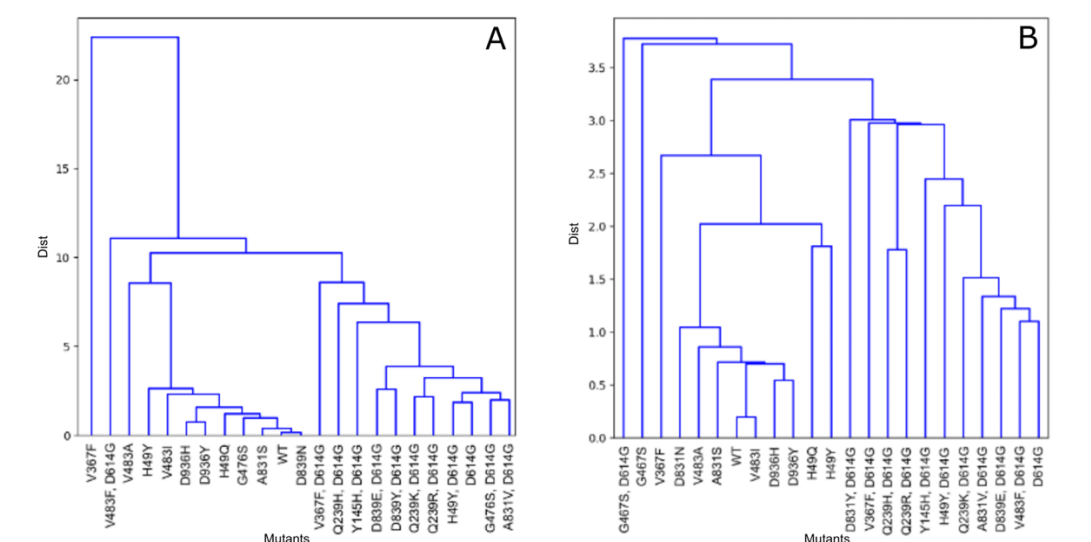 A
20
15
10
5
0
Dist
V367F
V483F, D614G
V483A
H49Y
V483I
D936H
D936Y
H49Q
G476S
A831S
WT
D839N
V367F, D614G
Q239H, D614G
Y145H, D614G
D839E, D614G
D839Y, D614G
Q239K, D614G
Q239R, D614G
H49Y, D614G
D614G
G476S, D614G
A831V, D614G
Mutants
B
3.5
3.0
2.5
2.0
1.5
1.0
0.5
0.0
Dist
G467S, D614G
G467S
V367F
D831N
V483A
A831S
WT
V483I
D936H
D936Y
H49Q
H49Y
D831Y, D614G
V367F, D614G
Q239H, D614G
Q239R, D614G
Y145H, D614G
H49Y, D614G
Q239K, D614G
A831V, D614G
D839E, D614G
V483F, D614G
D614G
Mutants